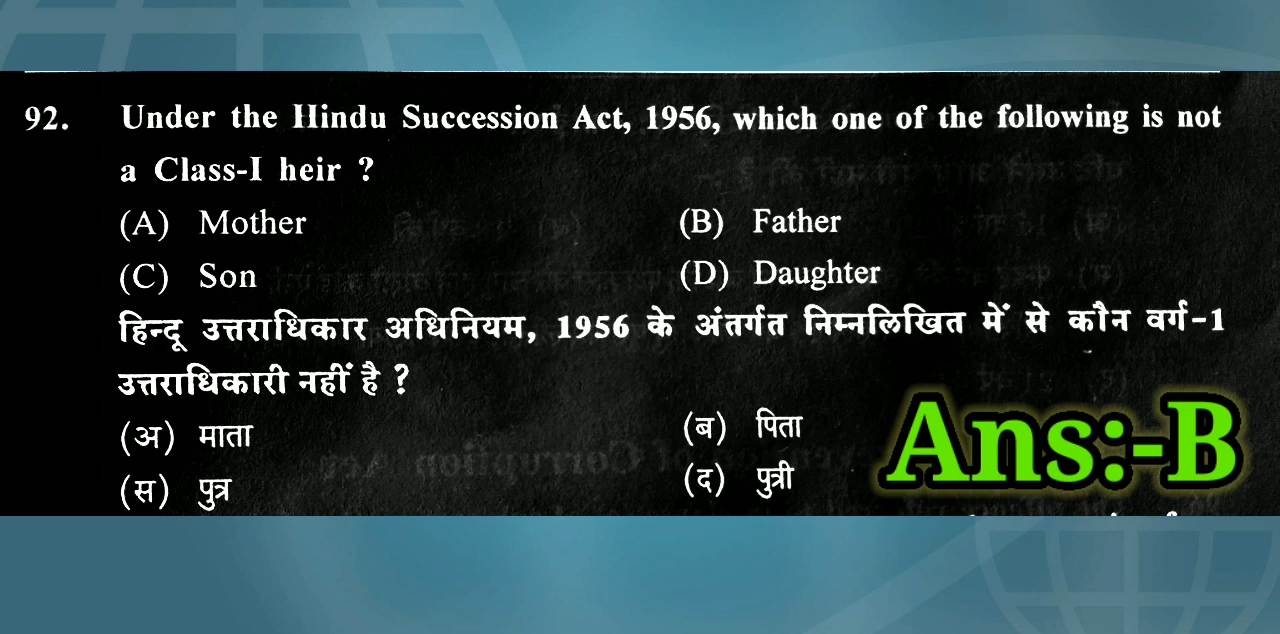 92. Under the Hindu Succession Act, 1956, which one of the following is not
a Class-I heir ?
(A) Mother (B) Father
(C) Son (D) Daughter
हिन्दू उत्तराधिकार अधिनियम, 1956 के अंतर्गत निम्नलिखित में से कौन वर्ग-1
उत्तराधिकारी नहीं है ?
(अ) माता (ब) पिता
(स) पुत्र (द) पुत्री
Ans:-B